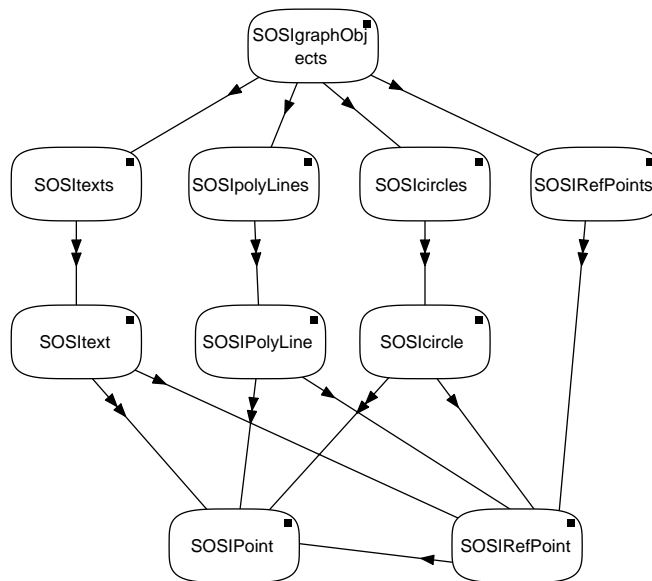 SOSIgraphObj
ects
SOSItexts
SOSIpolyLines
SOSIcircles
SOSIRefPoints
SOSItext
SOSIPolyLine
SOSIcircle
SOSIPoint
SOSIRefPoint